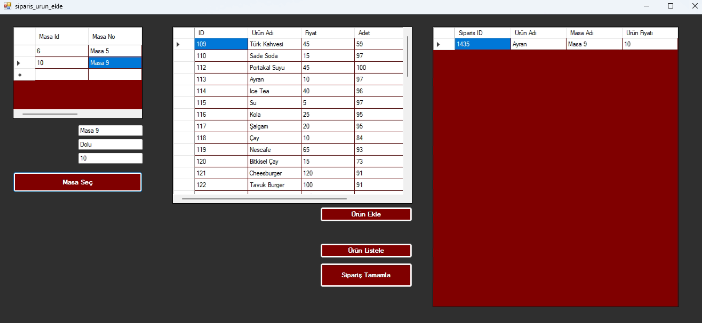 siparis_urun_ekle
Masa Id Masa No
6 Masa 5
10 Masa 9
Masa 9
Dolu
10
Masa Seç
ID Ürün Adı Fiyat Adet
109 Türk Kahvesi 45 59
110 Sade Soda 15 97
112 Portakal Suyu 45 100
113 Ayran 10 97
114 Ice Tea 40 96
115 Su 5 97
116 Kola 25 95
117 Şalgam 20 95
118 Çay 10 84
119 Nescafe 65 93
120 Bitkisel Çay 15 73
121 Cheesburger 120 91
122 Tavuk Burger 100 91
Ürün Ekle
Ürün Listele
Sipariş Tamamla
Siparis ID Ürün Adı Masa Adı Ürün Fiyatı
1435 Ayran Masa 9 10